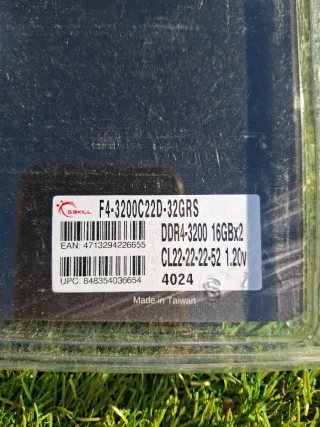 G.SKILL
F4-3200C22D-32GRS
DDR4-3200 16GBx2
EAN: 4713294226655
CL22-22-22-52 1.20v
UPC: 848354036654
4024
Made in Taiwan